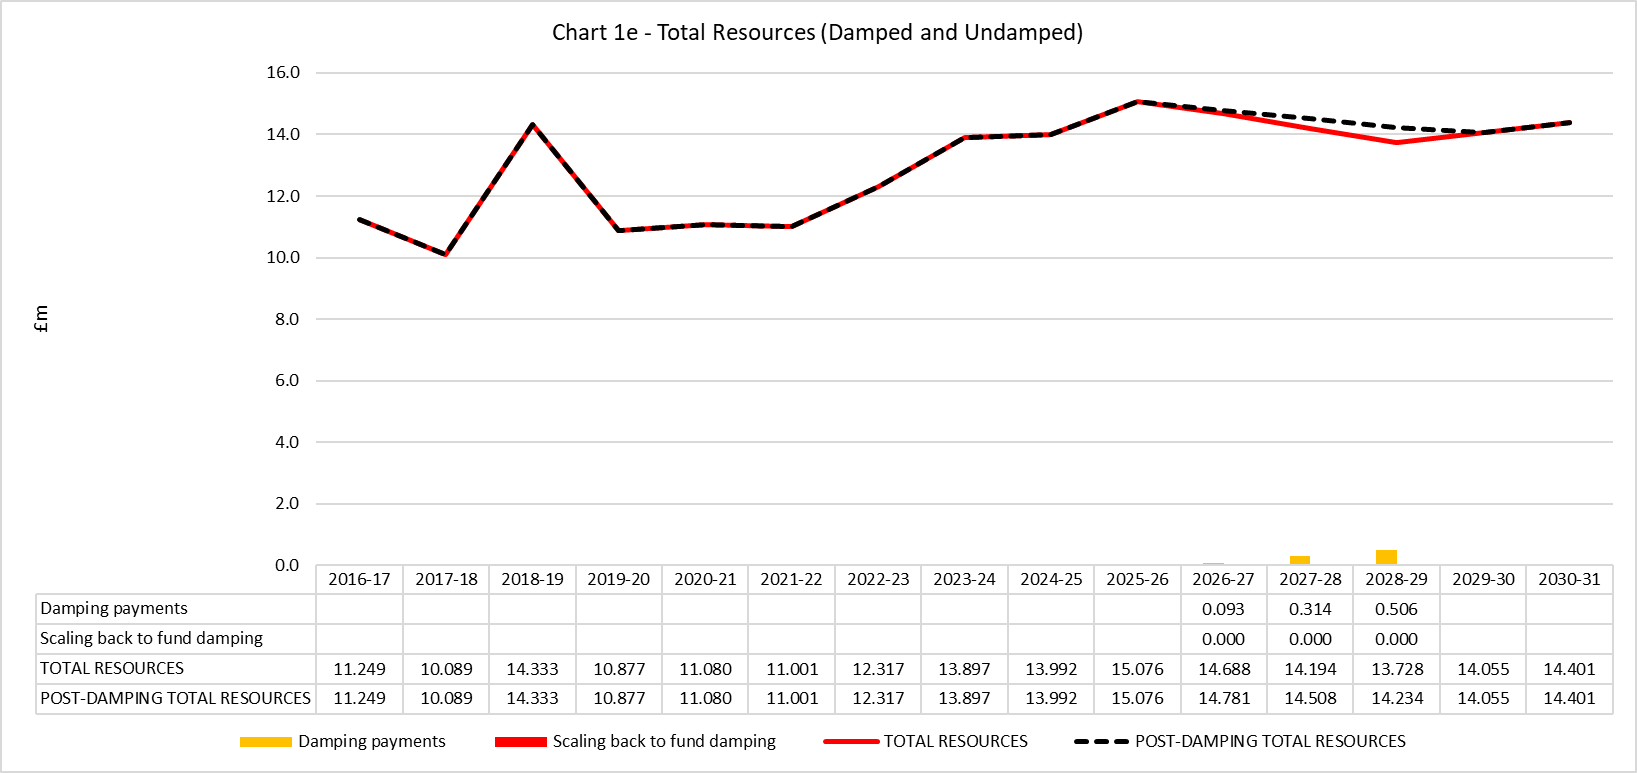 Chart 1e - Total Resources (Damped and Undamped)
16.0
14.0
12.0
10.0
8.0
6.0
4.0
2.0
0.0
£m
2016-17 2017-18 2018-19 2019-20 2020-21 2021-22 2022-23 2023-24 2024-25 2025-26 2026-27 2027-28 2028-29 2029-30 2030-31
Damping payments 0.093 0.314 0.506
Scaling back to fund damping 0.000 0.000 0.000
TOTAL RESOURCES 11.249 10.089 14.333 10.877 11.080 11.001 12.317 13.897 13.992 15.076 14.688 14.194 13.728 14.055 14.401
POST-DAMPING TOTAL RESOURCES 11.249 10.089 14.333 10.877 11.080 11.001 12.317 13.897 13.992 15.076 14.781 14.508 14.234 14.055 14.401
Damping payments Scaling back to fund damping TOTAL RESOURCES POST-DAMPING TOTAL RESOURCES